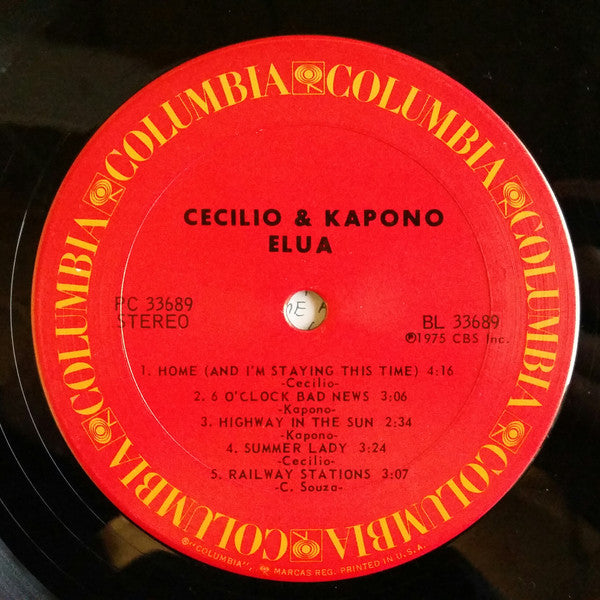 COLUMBIA COLUMBIA COLUMBIA COLUMBIA COLUMBIA COLUMBIA
CECILIO & KAPONO
ELUA
PC 33689
STEREO
BL 33689
℗1975 CBS Inc.
1. HOME (AND I'M STAYING THIS TIME) 4:16
-Cecilio-
2. 6 O'CLOCK BAD NEWS 3:06
-Kapono-
3. HIGHWAY IN THE SUN 2:34
-Kapono-
4. SUMMER LADY 3:24
-Cecilio-
5. RAILWAY STATIONS 3:07
-C. Souza-
®"COLUMBIA", MARCAS REG. PRINTED IN U.S.A.